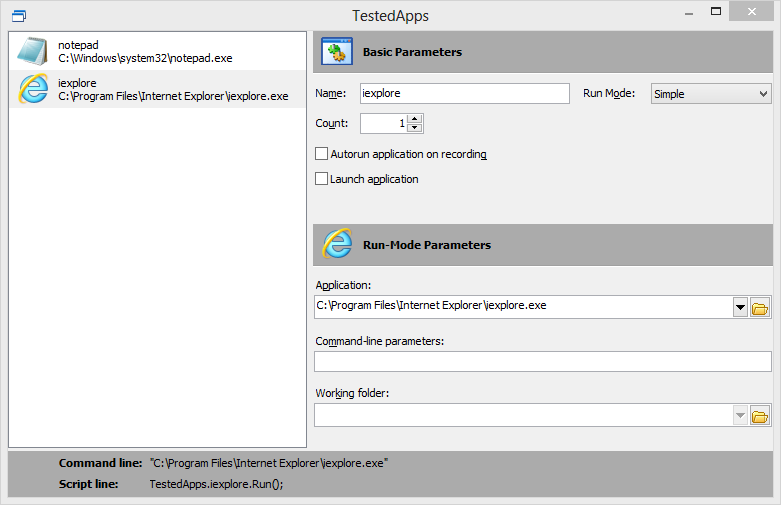 TestedApps
notepad
C:\Windows\system32\notepad.exe
iexplore
C:\Program Files\Internet Explorer\iexplore.exe
Basic Parameters
Name: iexplore Run Mode: Simple
Count: 1
Autorun application on recording
Launch application
Run-Mode Parameters
Application:
C:\Program Files\Internet Explorer\iexplore.exe
Command-line parameters:
Working folder:
Command line: "C:\Program Files\Internet Explorer\iexplore.exe"
Script line: TestedApps.iexplore.Run();